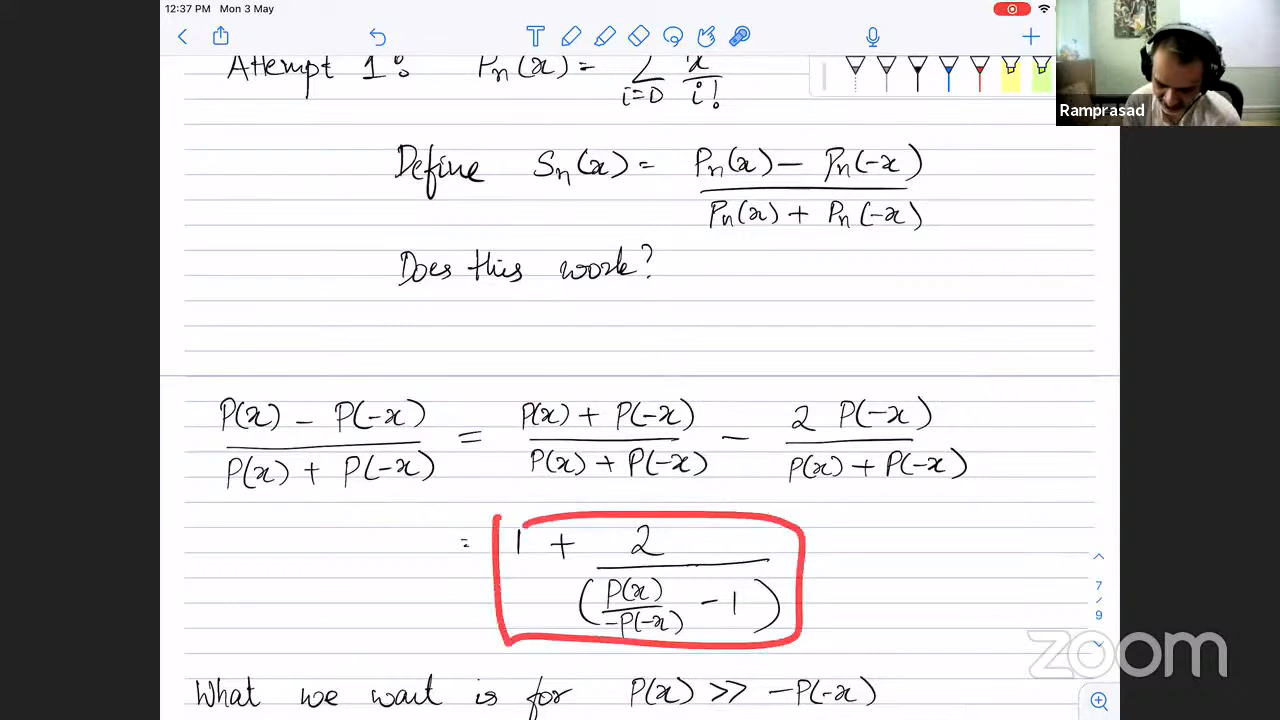 12:37 PM Mon 3 May
Ramprasad
Attempt 1: Pn(x) = Σ i=0 x / i!
Define Sn(x) = Pn(x) - Pn(-x) / Pn(x) + Pn(-x)
Does this work?
P(x) - P(-x) / P(x) + P(-x) = P(x) + P(-x) / P(x) + P(-x) - 2 P(-x) / P(x) + P(-x)
= 1 + 2 / (P(x) / -P(-x) - 1)
7 / 9
zoom
What we want is for P(x) >> -P(-x)